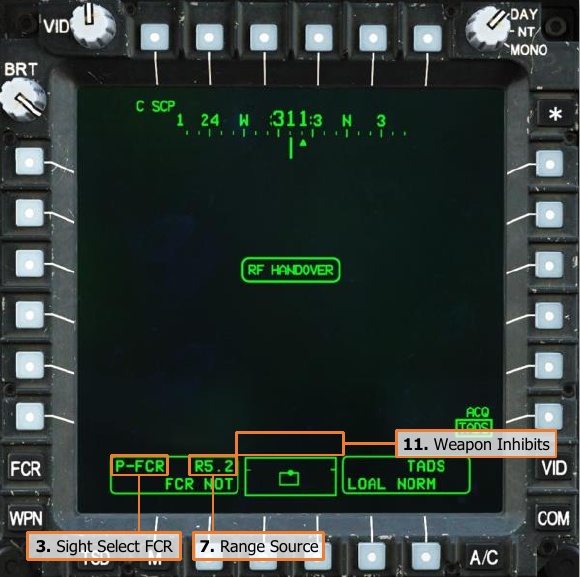 VID
DAY
NT
MONO
BRT
*
C SCP
1 24 W :311:3 N 3
RF HANDOVER
ACQ
TADS
11. Weapon Inhibits
P-FCR R5.2
FCR NOT
TADS
LOAL NORM
FCR
VID
WPN
COM
3. Sight Select FCR
7. Range Source
TSD
M
A/C